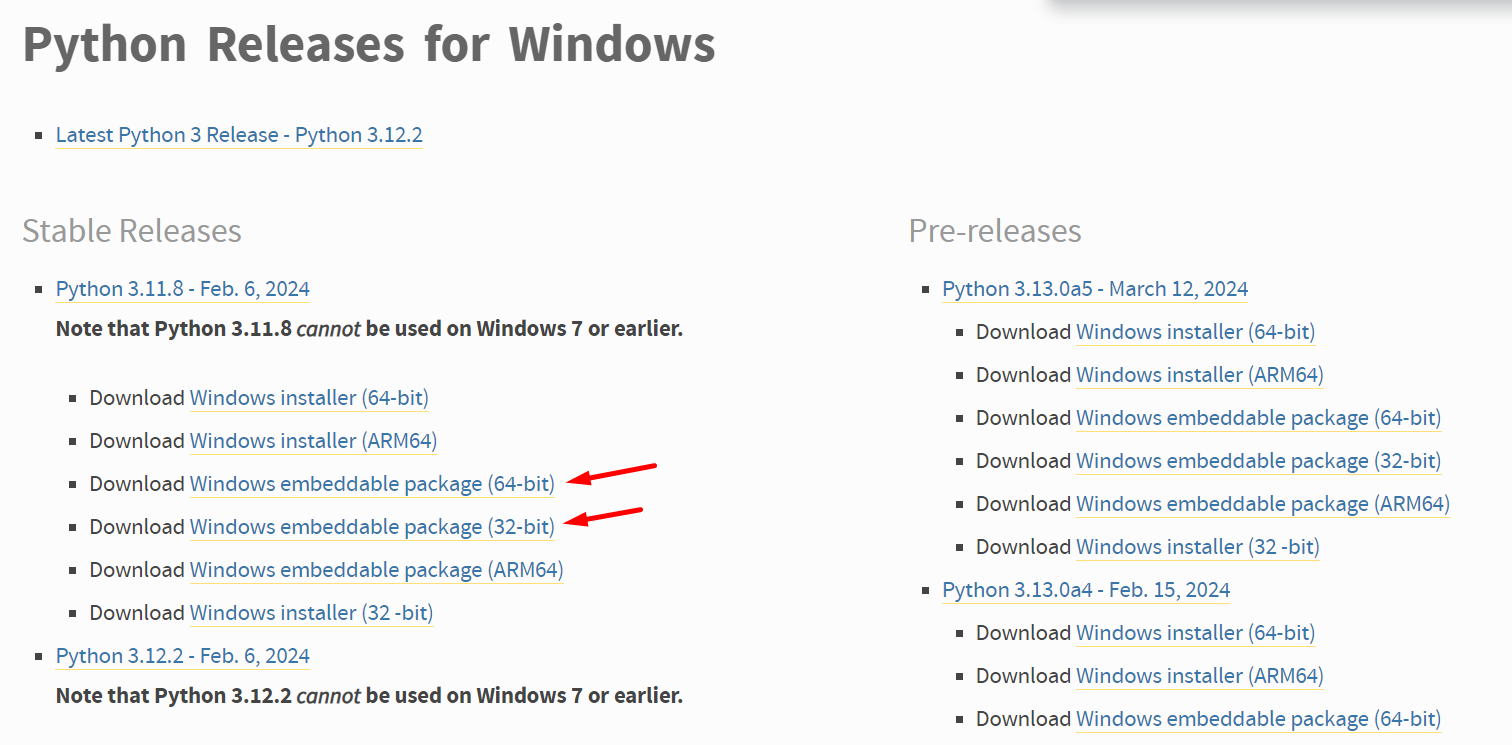 Python Releases for Windows
Latest Python 3 Release - Python 3.12.2
Stable Releases
Python 3.11.8 - Feb. 6, 2024
Note that Python 3.11.8 cannot be used on Windows 7 or earlier.
Download Windows installer (64-bit)
Download Windows installer (ARM64)
Download Windows embeddable package (64-bit)
Download Windows embeddable package (32-bit)
Download Windows embeddable package (ARM64)
Download Windows installer (32 -bit)
Python 3.12.2 - Feb. 6, 2024
Note that Python 3.12.2 cannot be used on Windows 7 or earlier.
Pre-releases
Python 3.13.0a5 - March 12, 2024
Download Windows installer (64-bit)
Download Windows installer (ARM64)
Download Windows embeddable package (64-bit)
Download Windows embeddable package (32-bit)
Download Windows embeddable package (ARM64)
Download Windows installer (32 -bit)
Python 3.13.0a4 - Feb. 15, 2024
Download Windows installer (64-bit)
Download Windows installer (ARM64)
Download Windows embeddable package (64-bit)